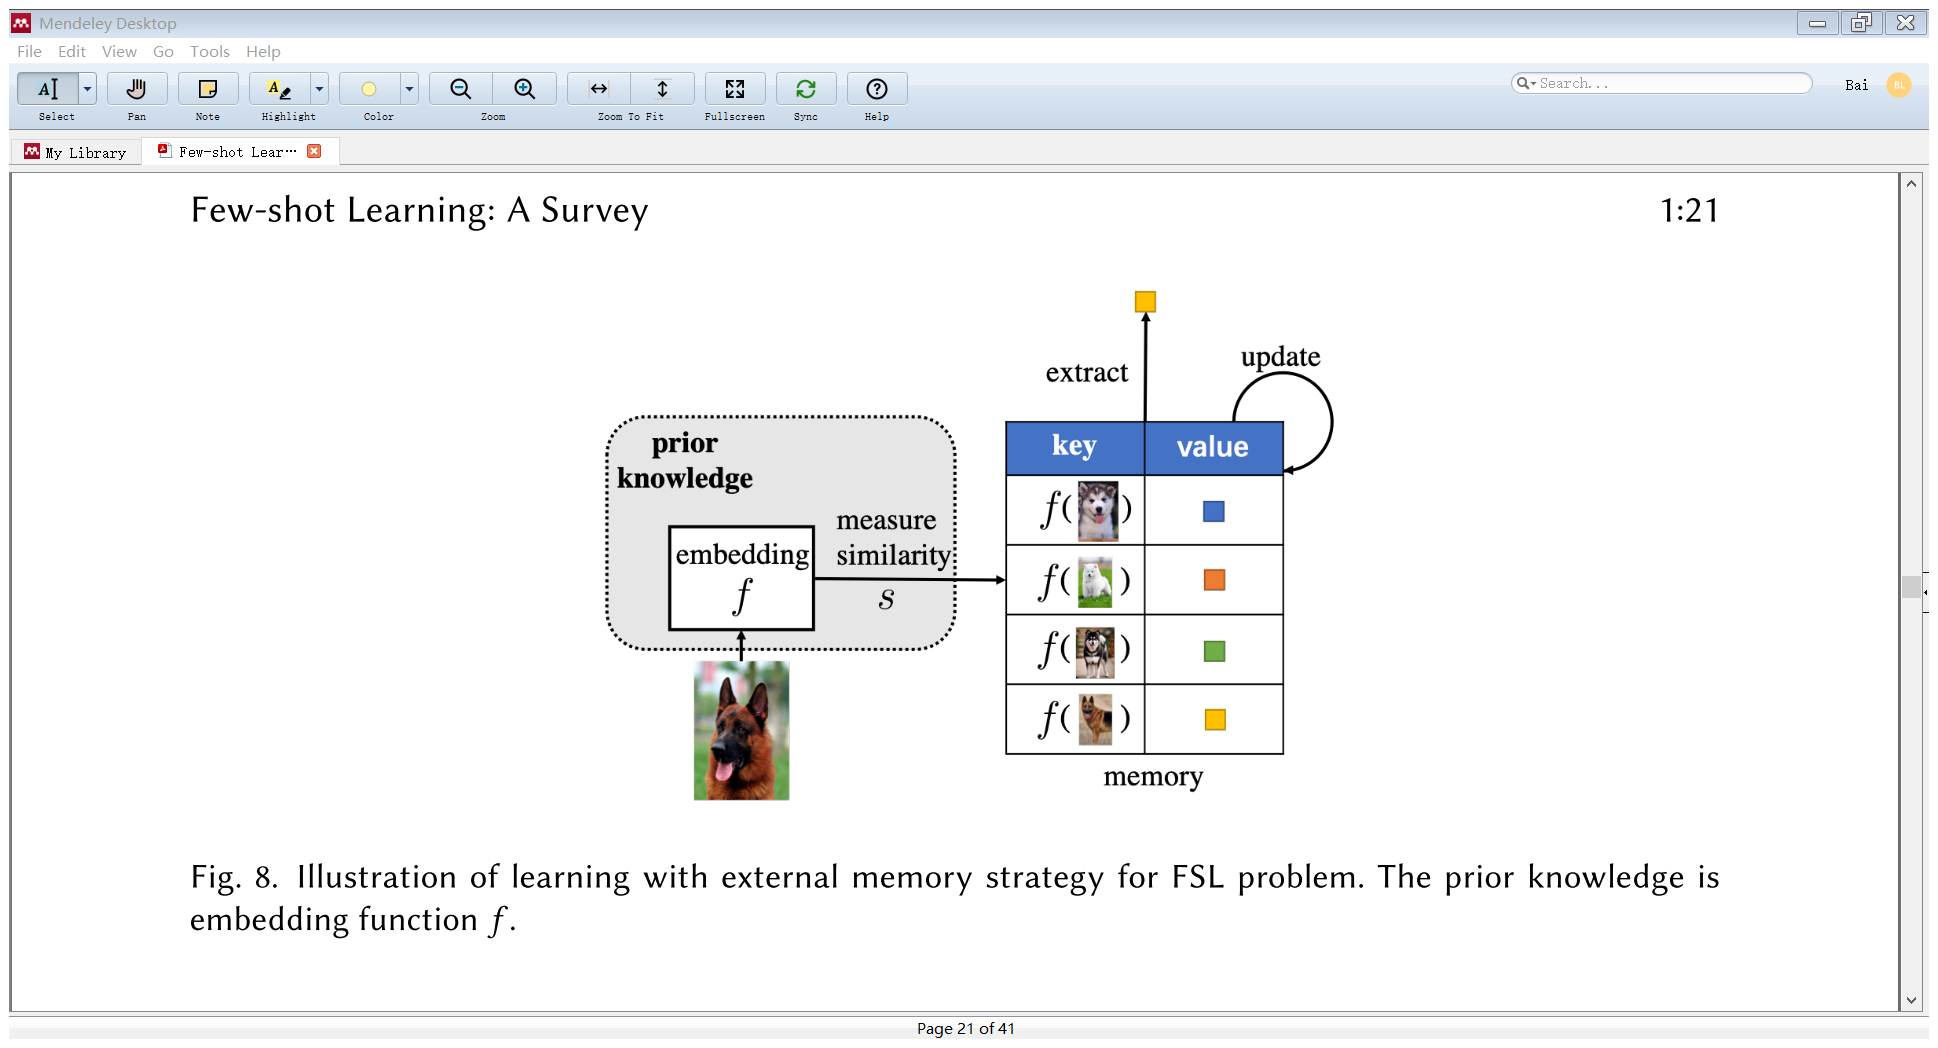 Mendeley Desktop
File Edit View Go Tools Help
Select Pan Note Highlight Color Zoom Zoom To Fit Fullscreen Sync Help
Search...
Bai
BL
My Library
Few-shot Lear…
Few-shot Learning: A Survey 1:21
extract
update
prior
knowledge
measure
similarity
s
embedding
f
key value
f( )
f( )
f( )
f( )
memory
Fig. 8. Illustration of learning with external memory strategy for FSL problem. The prior knowledge is
embedding function f.
Page 21 of 41